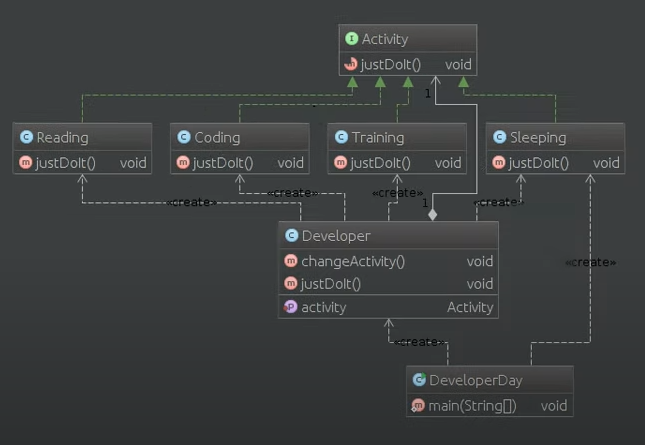 I Activity
m justDoIt() void
1
C Reading
m justDoIt() void
C Coding
m justDoIt() void
C Training
m justDoIt() void
C Sleeping
m justDoIt() void
«create»
«create»
«create»
«create»
1
C Developer
m changeActivity() void
m justDoIt() void
P activity Activity
«create»
«create»
C DeveloperDay
m main(String[]) void